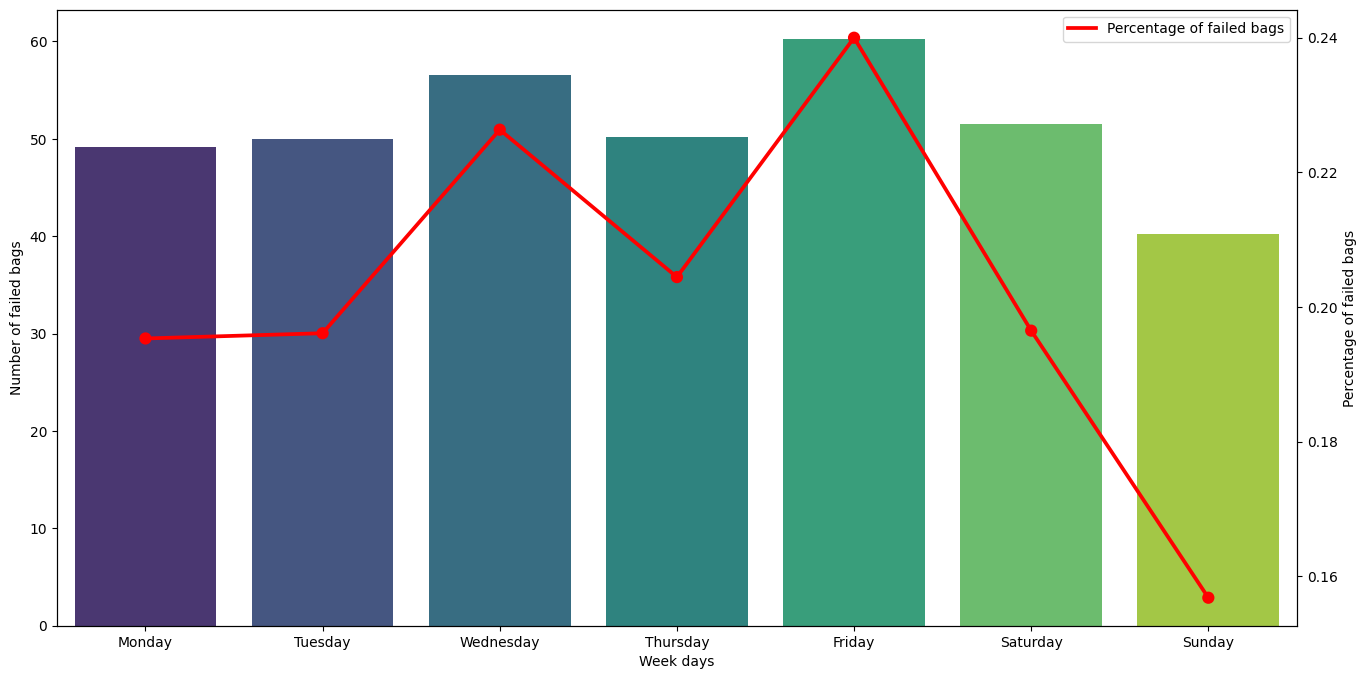 Percentage of failed bags
Number of failed bags
60
50
40
30
20
10
0
0.24
0.22
0.20
0.18
0.16
Percentage of failed bags
Monday Tuesday Wednesday Thursday Friday Saturday Sunday
Week days